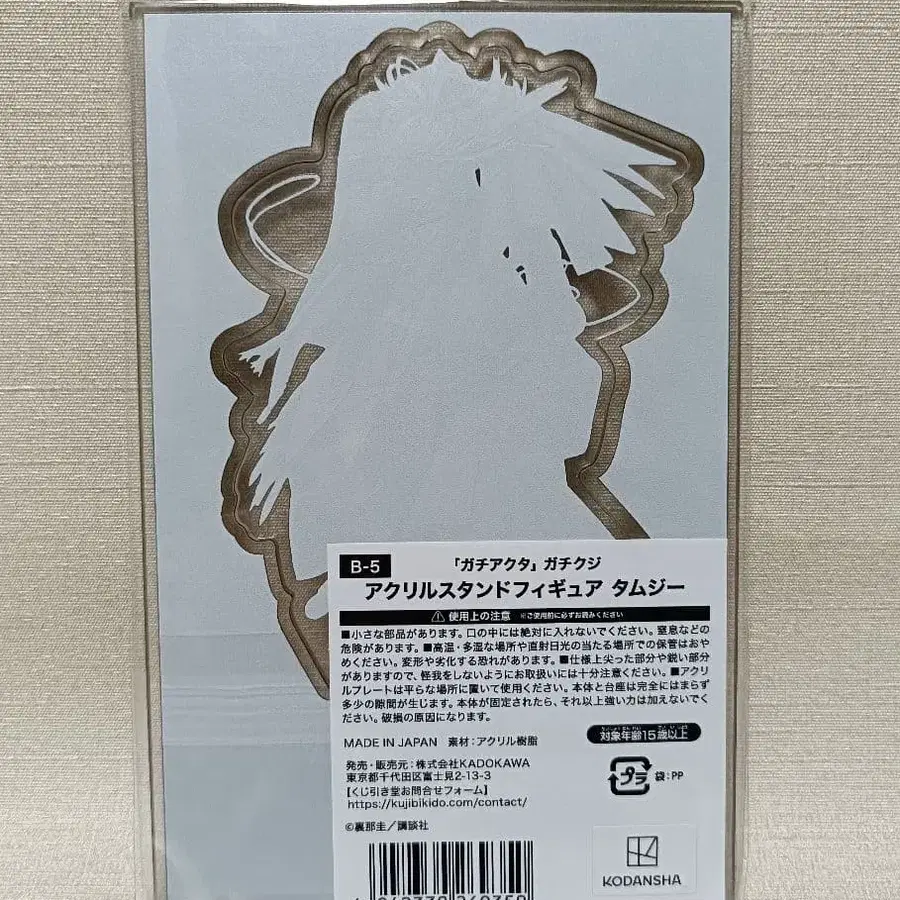 B-5
「ガチアクタ」ガチクジ
アクリルスタンドフィギュア タムジー
使用上の注意 ※ご使用前に必ずお読みください
■小さな部品があります。口の中には絶対に入れないでください。窒息などの
危険があります。■高温・多湿な場所や直射日光の当たる場所での保管はおや
めください。変形や劣化する恐れがあります。■仕様上尖った部分や鋭い部分
がありますので、怪我をしないようにお取扱いには十分注意ください。■アクリ
ルプレートは平らな場所に置いて使用ください。本体と台座は完全にはまらず
多少の隙間が生じます。本体が固定されたら、それ以上強い力は加えないでく
ださい。破損の原因になります。
MADE IN JAPAN 素材:アクリル樹脂
対象年齢15歳以上
発売・販売元:株式会社KADOKAWA
東京都千代田区富士見2-13-3
【くじ引き堂お問合せフォーム】
https://kujibikido.com/contact/
プラ 袋:PP
©裏那圭/講談社
KODANSHA